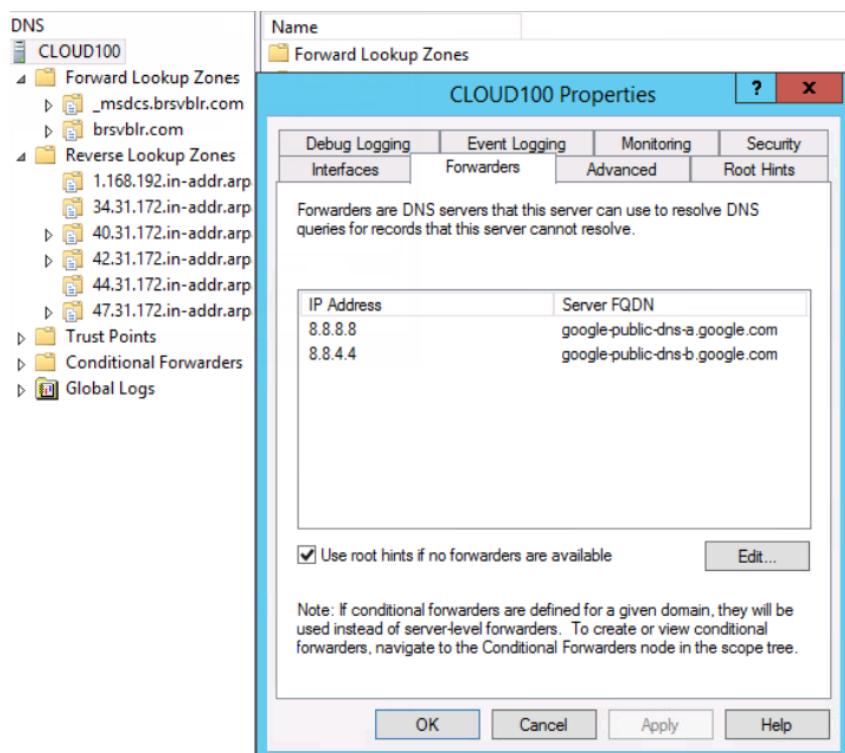 DNS
CLOUD100
Forward Lookup Zones
_msdcs.brsvblr.com
brsvblr.com
Reverse Lookup Zones
1.168.192.in-addr.arp
34.31.172.in-addr.arp
40.31.172.in-addr.arp
42.31.172.in-addr.arp
44.31.172.in-addr.arp
47.31.172.in-addr.arp
Trust Points
Conditional Forwarders
Global Logs
Name
Forward Lookup Zones
CLOUD100 Properties
? x
Debug Logging Event Logging Monitoring Security
Interfaces Forwarders Advanced Root Hints
Forwarders are DNS servers that this server can use to resolve DNS
queries for records that this server cannot resolve.
IP Address Server FQDN
8.8.8.8 google-public-dns-a.google.com
8.8.4.4 google-public-dns-b.google.com
Use root hints if no forwarders are available Edit...
Note: If conditional forwarders are defined for a given domain, they will be
used instead of server-level forwarders. To create or view conditional
forwarders, navigate to the Conditional Forwarders node in the scope tree.
OK Cancel Apply Help